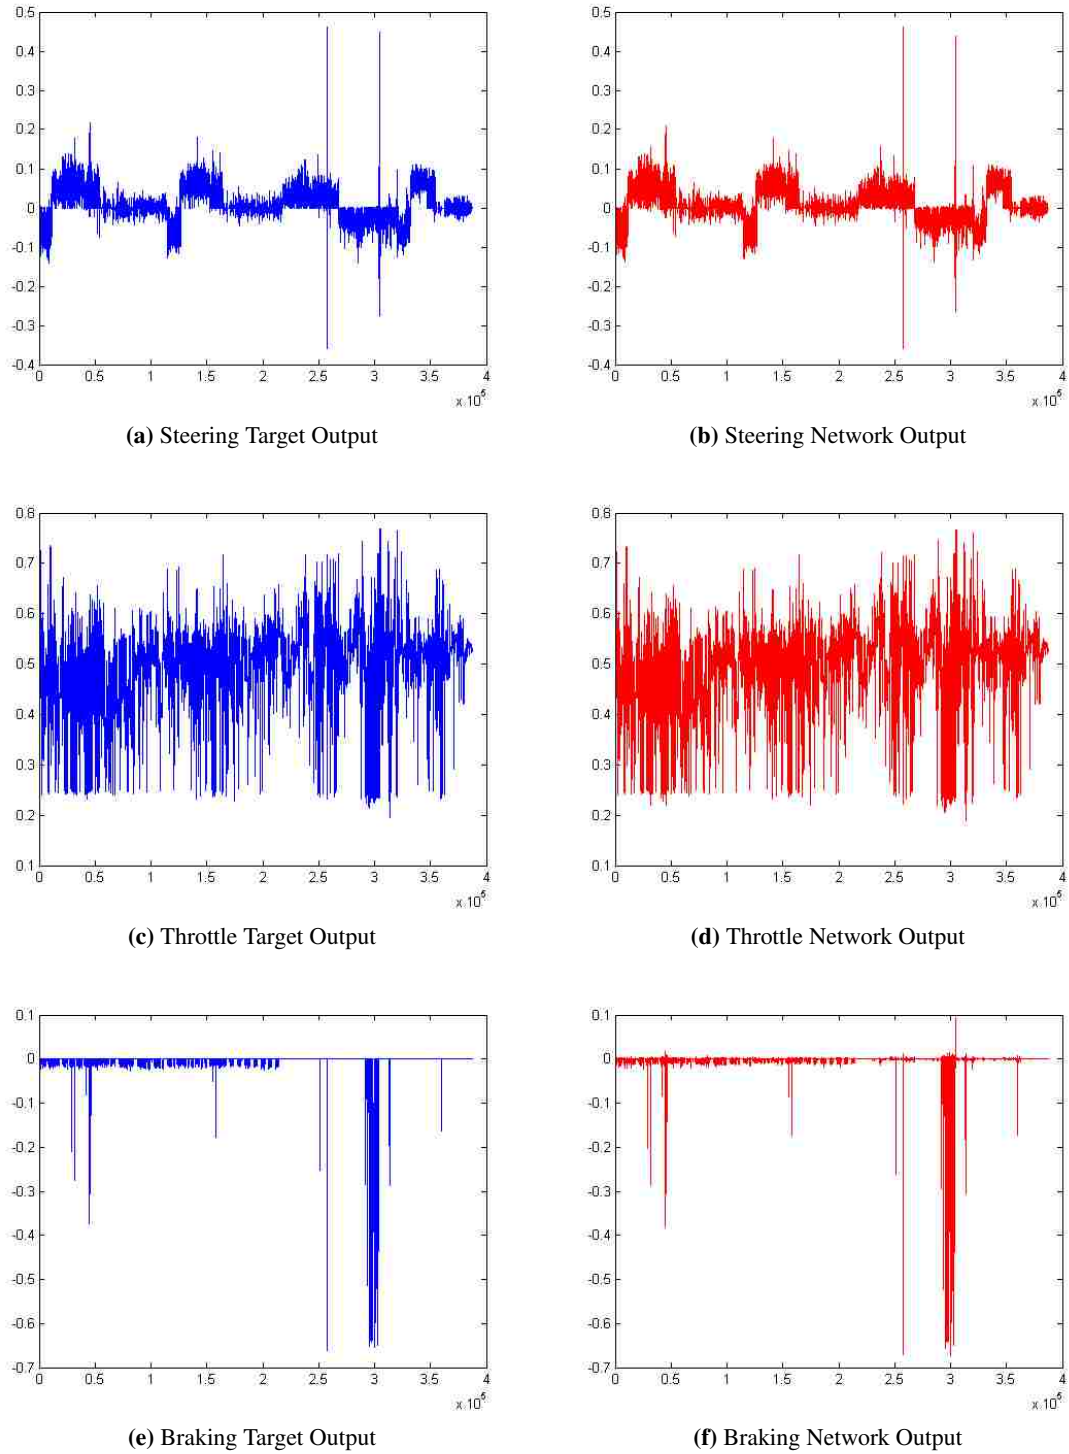 0.5 0.4 0.3 0.2 0.1 0 -0.1 -0.2 -0.3 -0.4
0 0.5 1 1.5 2 2.5 3 3.5 4
x 10^5
(a) Steering Target Output
0.5 0.4 0.3 0.2 0.1 0 -0.1 -0.2 -0.3 -0.4
0 0.5 1 1.5 2 2.5 3 3.5 4
x 10^5
(b) Steering Network Output
0.8 0.7 0.6 0.5 0.4 0.3 0.2 0.1
0 0.5 1 1.5 2 2.5 3 3.5 4
x 10^5
(c) Throttle Target Output
0.8 0.7 0.6 0.5 0.4 0.3 0.2 0.1
0 0.5 1 1.5 2 2.5 3 3.5 4
x 10^5
(d) Throttle Network Output
0.1 0 -0.1 -0.2 -0.3 -0.4 -0.5 -0.6 -0.7
0 0.5 1 1.5 2 2.5 3 3.5 4
x 10^5
(e) Braking Target Output
0.1 0 -0.1 -0.2 -0.3 -0.4 -0.5 -0.6 -0.7
0 0.5 1 1.5 2 2.5 3 3.5 4
x 10^5
(f) Braking Network Output